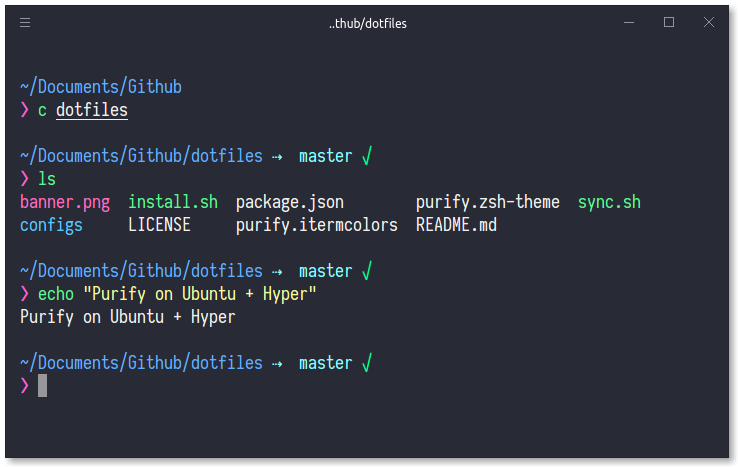 ..thub/dotfiles
~/Documents/Github
❯ c dotfiles
~/Documents/Github/dotfiles ⇢ master √
❯ ls
banner.png install.sh package.json purify.zsh-theme sync.sh
configs LICENSE purify.itermcolors README.md
~/Documents/Github/dotfiles ⇢ master √
❯ echo "Purify on Ubuntu + Hyper"
Purify on Ubuntu + Hyper
~/Documents/Github/dotfiles ⇢ master √
❯